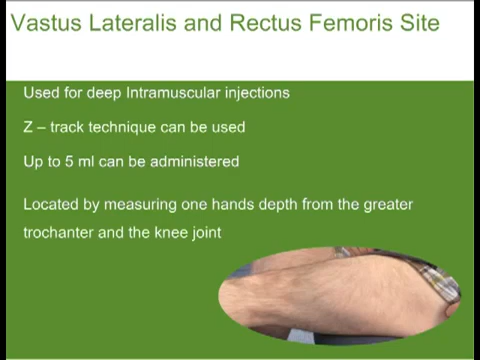 Vastus Lateralis and Rectus Femoris Site
Used for deep Intramuscular injections
Z – track technique can be used
Up to 5 ml can be administered
Located by measuring one hands depth from the greater
trochanter and the knee joint